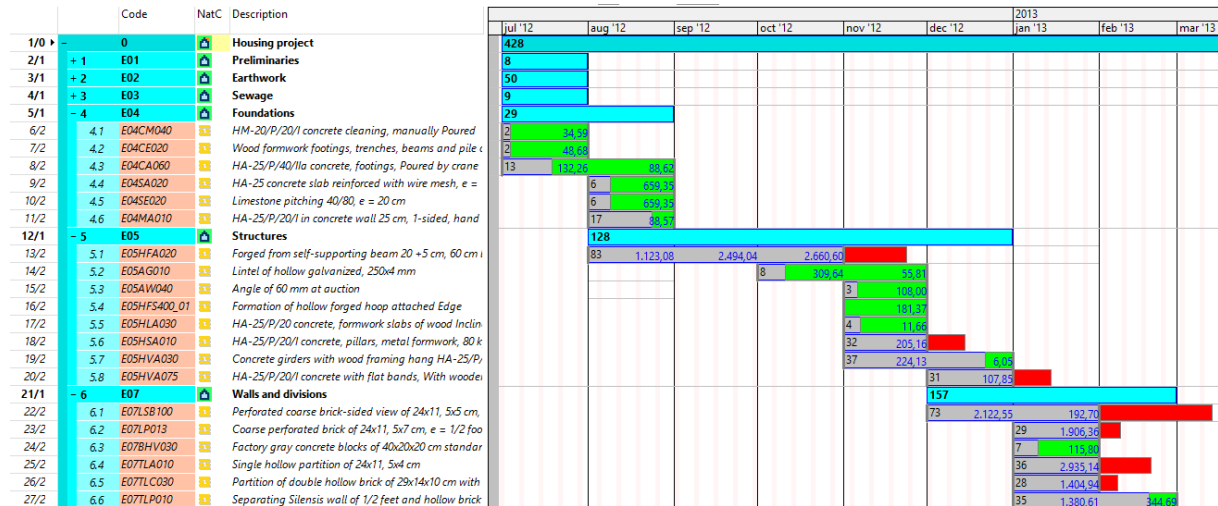 Code NatC Description 2013
jul '12 aug '12 sep '12 oct '12 nov '12 dec '12 jan '13 feb '13 mar '13
1/0 - 0 Housing project 428
2/1 + 1 E01 Preliminaries 8
3/1 + 2 E02 Earthwork 50
4/1 + 3 E03 Sewage 9
5/1 - 4 E04 Foundations 29
6/2 4.1 E04CM040 HM-20/P/20/I concrete cleaning, manually Poured 2 34,59
7/2 4.2 E04CE020 Wood formwork footings, trenches, beams and pile c 2 48,68
8/2 4.3 E04CA060 HA-25/P/40/IIa concrete, footings, Poured by crane 13 132,26 88,62
9/2 4.4 E04SA020 HA-25 concrete slab reinforced with wire mesh, e = 6 659,35
10/2 4.5 E04SE020 Limestone pitching 40/80, e = 20 cm 6 659,35
11/2 4.6 E04MA010 HA-25/P/20/I in concrete wall 25 cm, 1-sided, hand 17 88,57
12/1 - 5 E05 Structures 128
13/2 5.1 E05HFA020 Forged from self-supporting beam 20 +5 cm, 60 cm 83 1.123,08 2.494,04 2.660,60
14/2 5.2 E05AG010 Lintel of hollow galvanized, 250x4 mm 8 309,64 55,81
15/2 5.3 E05AW040 Angle of 60 mm at auction 3 108,00
16/2 5.4 E05HFS400_01 Formation of hollow forged hoop attached Edge 181,37
17/2 5.5 E05HLA030 HA-25/P/20 concrete, formwork slabs of wood Inclin 4 11,66
18/2 5.6 E05HSA010 HA-25/P/20/I concrete, pillars, metal formwork, 80 k 32 205,16
19/2 5.7 E05HVA030 Concrete girders with wood framing hang HA-25/P/ 37 224,13 6,05
20/2 5.8 E05HVA075 HA-25/P/20/I concrete with flat bands, With wooder 31 107,85
21/1 - 6 E07 Walls and divisions 157
22/2 6.1 E07LSB100 Perforated coarse brick-sided view of 24x11, 5x5 cm, 73 2.122,55 192,70
23/2 6.2 E07LP013 Coarse perforated brick of 24x11, 5x7 cm, e = 1/2 foo 29 1.906,36
24/2 6.3 E07BHV030 Factory gray concrete blocks of 40x20x20 cm standar 7 115,80
25/2 6.4 E07TLA010 Single hollow partition of 24x11, 5x4 cm 36 2.935,14
26/2 6.5 E07TLC030 Partition of double hollow brick of 29x14x10 cm with 28 1.404,94
27/2 6.6 E07TLP010 Separating Silensis wall of 1/2 feet and hollow brick 35 1.380,61 344,69